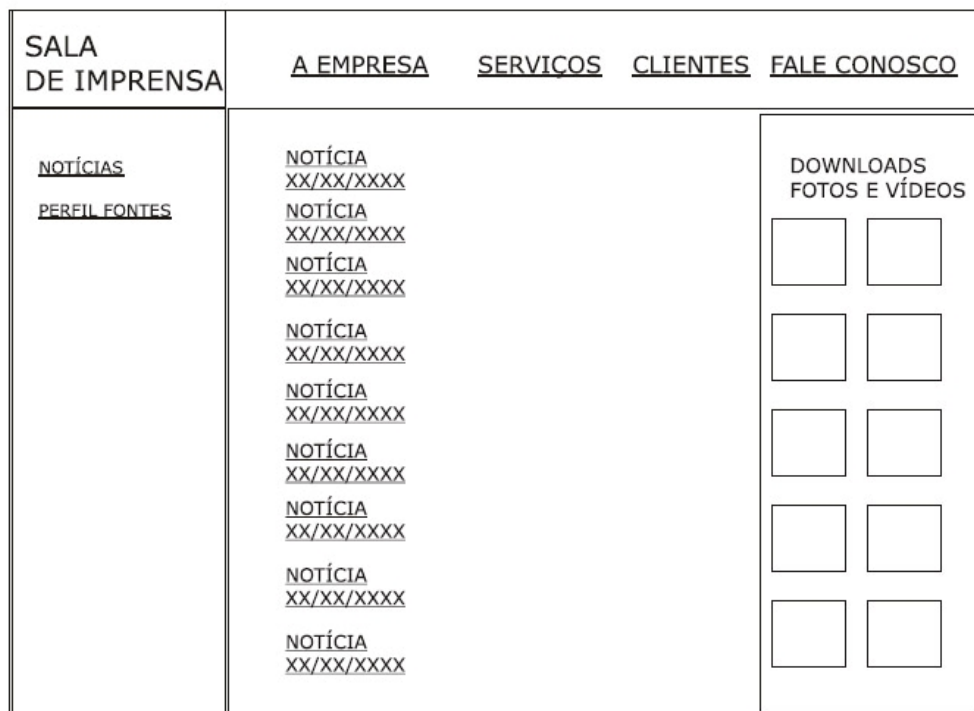 SALA
DE IMPRENSA
A EMPRESA SERVIÇOS CLIENTES FALE CONOSCO
NOTÍCIAS
PERFIL FONTES
NOTÍCIA
XX/XX/XXXX
NOTÍCIA
XX/XX/XXXX
NOTÍCIA
XX/XX/XXXX
NOTÍCIA
XX/XX/XXXX
NOTÍCIA
XX/XX/XXXX
NOTÍCIA
XX/XX/XXXX
NOTÍCIA
XX/XX/XXXX
NOTÍCIA
XX/XX/XXXX
NOTÍCIA
XX/XX/XXXX
DOWNLOADS
FOTOS E VÍDEOS